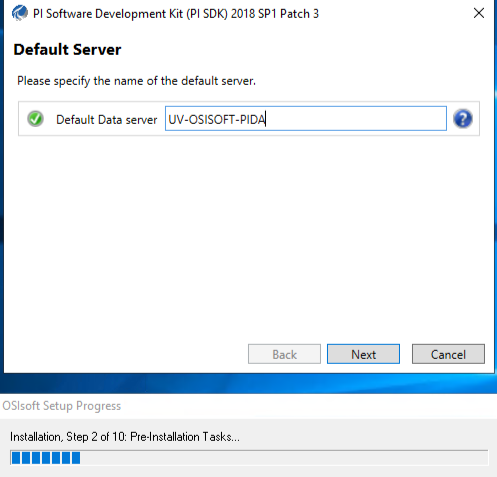 PI Software Development Kit (PI SDK) 2018 SP1 Patch 3
Default Server
Please specify the name of the default server.
Default Data server UV-OSISOFT-PIDA
Back Next Cancel
OSIsoft Setup Progress
Installation, Step 2 of 10: Pre-Installation Tasks...